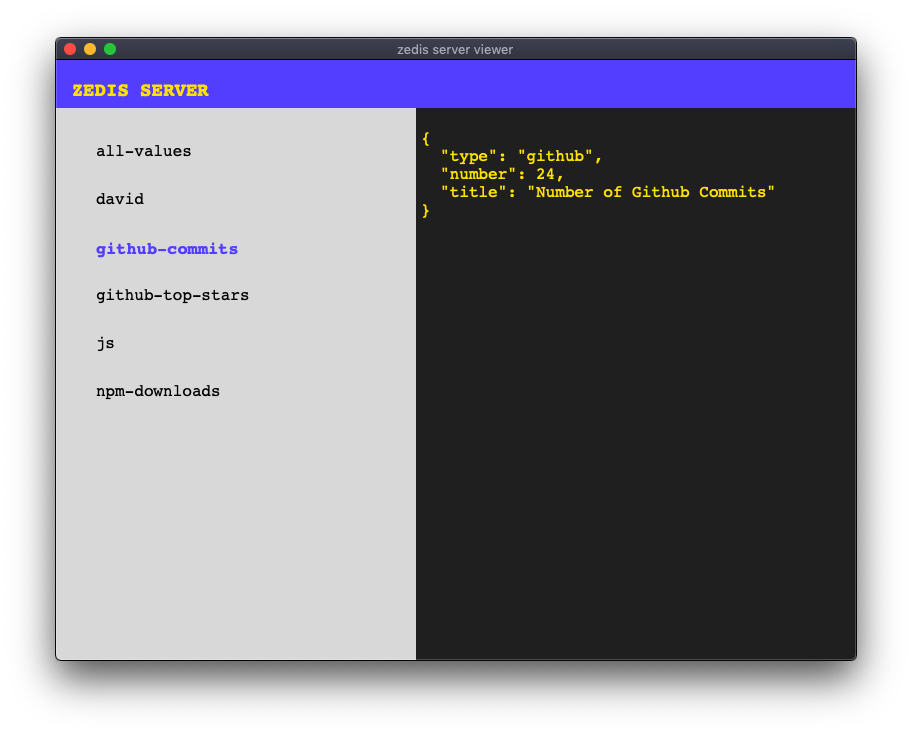 zedis server viewer
ZEDIS SERVER
all-values
david
github-commits
github-top-stars
js
npm-downloads
{
  "type": "github",
  "number": 24,
  "title": "Number of Github Commits"
}